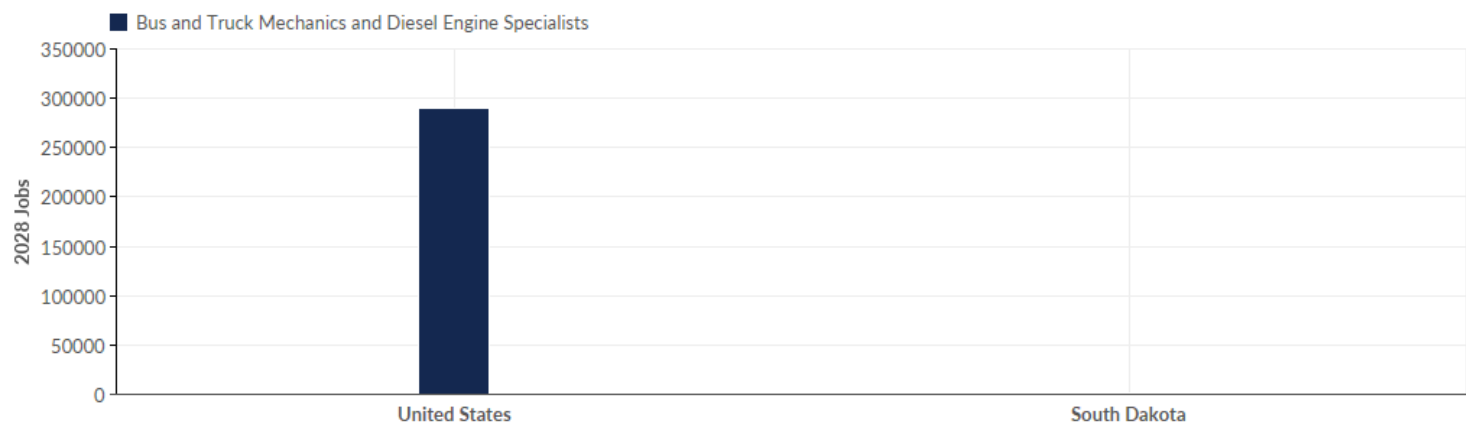 Bus and Truck Mechanics and Diesel Engine Specialists
350000
300000
250000
200000
150000
100000
50000
0
2028 Jobs
United States
South Dakota